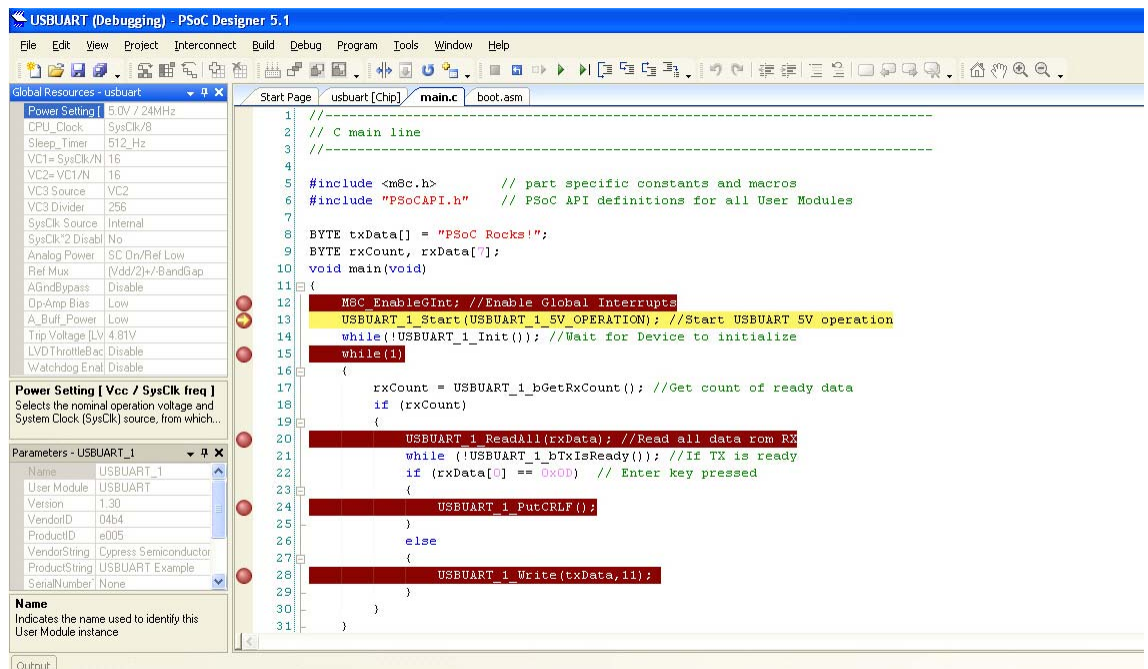 USBUART (Debugging) - PSoC Designer 5.1
File Edit View Project Interconnect Build Debug Program Tools Window Help
Global Resources - usbuart
Power Setting [ 5.0V / 24MHz
CPU_Clock SysClk/8
Sleep_Timer 512_Hz
VC1= SysClk/N 16
VC2= VC1/N 16
VC3 Source VC2
VC3 Divider 256
SysClk Source Internal
SysClk*2 Disabl No
Analog Power SC On/Ref Low
Ref Mux (Vdd/2)+/-BandGap
AGndBypass Disable
Op-Amp Bias Low
A_Buff_Power Low
Trip Voltage [LV 4.81V
LVDThrottleBac Disable
Watchdog Enat Disable
Power Setting [ Vcc / SysClk freq ]
Selects the nominal operation voltage and
System Clock (SysClk) source, from which...
Parameters - USBUART_1
Name USBUART_1
User Module USBUART
Version 1.30
VendorID 04b4
ProductID e005
VendorString Cypress Semiconductor
ProductString USBUART Example
SerialNumber None
Name
Indicates the name used to identify this
User Module instance
Output
Start Page usbuart [Chip] main.c boot.asm
1 //---------------------------------------------------------------------------
2 // C main line
3 //---------------------------------------------------------------------------
4
5 #include <m8c.h> // part specific constants and macros
6 #include "PSoCAPI.h" // PSoC API definitions for all User Modules
7
8 BYTE txData[] = "PSoC Rocks!";
9 BYTE rxCount, rxData[7];
10 void main(void)
11 {
12 M8C_EnableGInt; //Enable Global Interrupts
13 USBUART_1_Start(USBUART_1_5V_OPERATION); //Start USBUART 5V operation
14 while(!USBUART_1_Init()); //Wait for Device to initialize
15 while(1)
16 {
17 rxCount = USBUART_1_bGetRxCount(); //Get count of ready data
18 if (rxCount)
19 {
20 USBUART_1_ReadAll(rxData); //Read all data rom RX
21 while (!USBUART_1_bTxIsReady()); //If TX is ready
22 if (rxData[0] == 0x0D) // Enter key pressed
23 {
24 USBUART_1_PutCRLF();
25 }
26 else
27 {
28 USBUART_1_Write(txData,11);
29 }
30 }
31 }